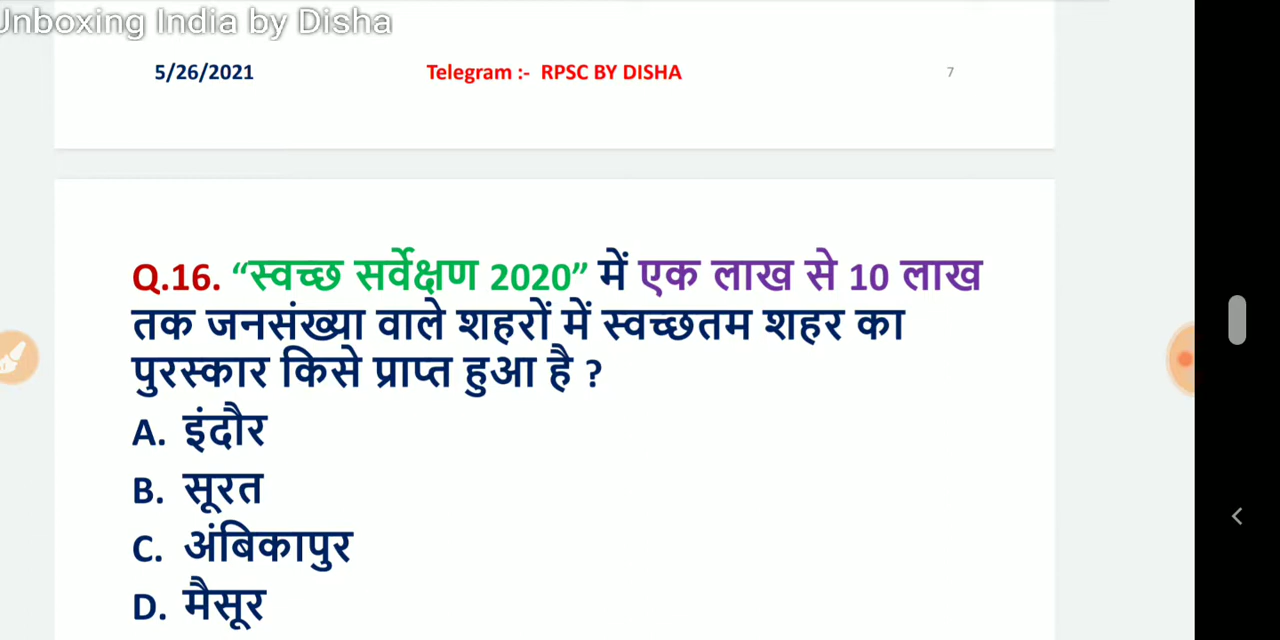 Unboxing India by Disha
5/26/2021 Telegram :- RPSC BY DISHA 7
Q.16. “स्वच्छ सर्वेक्षण 2020” में एक लाख से 10 लाख
तक जनसंख्या वाले शहरों में स्वच्छतम शहर का
पुरस्कार किसे प्राप्त हुआ है ?
A. इंदौर
B. सूरत
C. अंबिकापुर
D. मैसूर